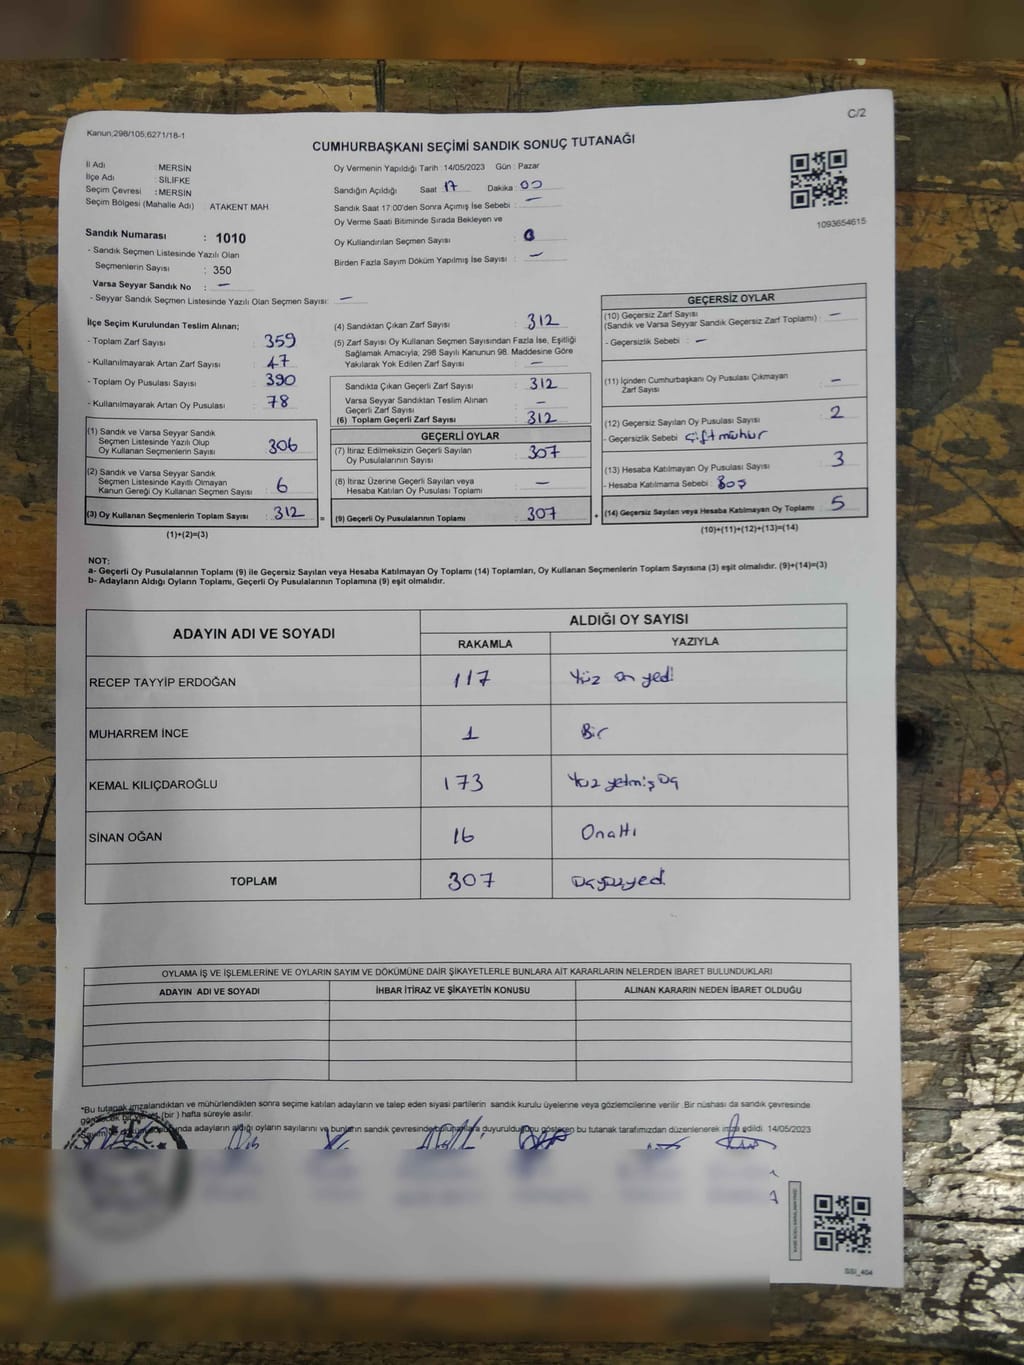 C/2
Kanun;298/105;6271/18-1
CUMHURBAŞKANI SEÇİMİ SANDIK SONUÇ TUTANAĞI
İl Adı MERSİN
İlçe Adı SİLİFKE
Seçim Çevresi : MERSİN
Seçim Bölgesi (Mahalle Adı) ATAKENT MAH.
Sandık Numarası : 1010
- Sandık Seçmen Listesinde Yazılı Olan
Seçmenlerin Sayısı : 350
Varsa Seyyar Sandık No : -
- Seyyar Sandık Seçmen Listesinde Yazılı Olan Seçmen Sayısı: -
Oy Vermenin Yapıldığı Tarih :14/05/2023 Gün : Pazar
Sandığın Açıldığı Saat 17 Dakika : 00
Sandık Saat 17:00'den Sonra Açımış İse Sebebi : -
Oy Verme Saati Bitiminde Sırada Bekleyen ve
Oy Kullandırılan Seçmen Sayısı : 0
Birden Fazla Sayım Döküm Yapılmış İse Sayısı : -
1093654615
İlçe Seçim Kurulundan Teslim Alınan;
- Toplam Zarf Sayısı : 359
- Kullanılmayarak Artan Zarf Sayısı : 47
- Toplam Oy Pusulası Sayısı : 390
- Kullanılmayarak Artan Oy Pusulası : 78
(1) Sandık ve Varsa Seyyar Sandık
Seçmen Listesinde Yazılı Olup
Oy Kullanan Seçmenlerin Sayısı : 306
(2) Sandık ve Varsa Seyyar Sandık
Seçmen Listesinde Kayıtlı Olmayan
Kanun Gereği Oy Kullanan Seçmen Sayısı : 6
(3) Oy Kullanan Seçmenlerin Toplam Sayısı : 312 =
(1)+(2)=(3)
(4) Sandıktan Çıkan Zarf Sayısı : 312
(5) Zarf Sayısı Oy Kullanan Seçmen Sayısından Fazla İse, Eşitliği
Sağlamak Amacıyla, 298 Sayılı Kanunun 98. Maddesine Göre
Yakılarak Yok Edilen Zarf Sayısı : -
Sandıkta Çıkan Geçerli Zarf Sayısı : 312
Varsa Seyyar Sandıktan Teslim Alınan
Geçerli Zarf Sayısı : -
(6) Toplam Geçerli Zarf Sayısı : 312
GEÇERLİ OYLAR
(7) İtiraz Edilmeksizin Geçerli Sayılan
Oy Pusulalarının Sayısı : 307
(8) İtiraz Üzerine Geçerli Sayılan veya
Hesaba Katılan Oy Pusulası Toplamı : -
(9) Geçerli Oy Pusulalarının Toplamı : 307 +
GEÇERSİZ OYLAR
(10) Geçersiz Zarf Sayısı
(Sandık ve Varsa Seyyar Sandık Geçersiz Zarf Toplamı) : -
- Geçersizlik Sebebi : -
(11) İçinden Cumhurbaşkanı Oy Pusulası Çıkmayan
Zarf Sayısı : -
(12) Geçersiz Sayılan Oy Pusulası Sayısı : 2
- Geçersizlik Sebebi çift mühür
(13) Hesaba Katılmayan Oy Pusulası Sayısı : 3
- Hesaba Katılmama Sebebi : Boş
(14) Geçersiz Sayılan veya Hesaba Katılmayan Oy Toplamı : 5
(10)+(11)+(12)+(13)=(14)
NOT:
a- Geçerli Oy Pusulalarının Toplamı (9) ile Geçersiz Sayılan veya Hesaba Katılmayan Oy Toplamı (14) Toplamları, Oy Kullanan Seçmenlerin Toplam Sayısına (3) eşit olmalıdır. (9)+(14)=(3)
b- Adayların Aldığı Oyların Toplamı, Geçerli Oy Pusulalarının Toplamına (9) eşit olmalıdır.
ADAYIN ADI VE SOYADI
ALDIĞI OY SAYISI
RAKAMLA YAZIYLA
RECEP TAYYİP ERDOĞAN 117 Yüz on yedi
MUHARREM İNCE 1 Bir
KEMAL KILIÇDAROĞLU 173 Yüz yetmiş üç
SİNAN OĞAN 16 Onaltı
TOPLAM 307 üçyüzyedi
OYLAMA İŞ VE İŞLEMLERİNE VE OYLARIN SAYIM VE DÖKÜMÜNE DAİR ŞİKAYETLERLE BUNLARA AİT KARARLARIN NELERDEN İBARET BULUNDUKLARI
ADAYIN ADI VE SOYADI İHBAR İTİRAZ VE ŞİKAYETİN KONUSU ALINAN KARARIN NEDEN İBARET OLDUĞU
*Bu tutanak imzalandıktan ve mühürlendikten sonra seçime katılan adayların ve talep eden siyasi partilerin sandık kurulu üyelerine veya gözlemcilerine verilir. Bir nüshası da sandık çevresinde
(bir ) hafta süreyle asılır.
adayların aldığı oyların sayılarını ve bunların sandık çevresinde duyurulduğunu gösteren bu tutanak tarafımızdan düzenlenerek imza edildi. 14/05/2023
SSİ_404